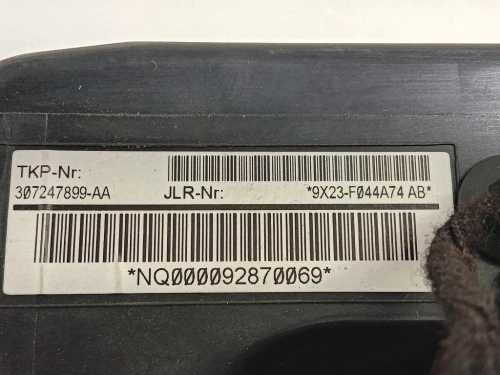 TKP-Nr:
307247899-AA JLR-Nr: *9X23-F044A74 AB*
*NQ000092870069*